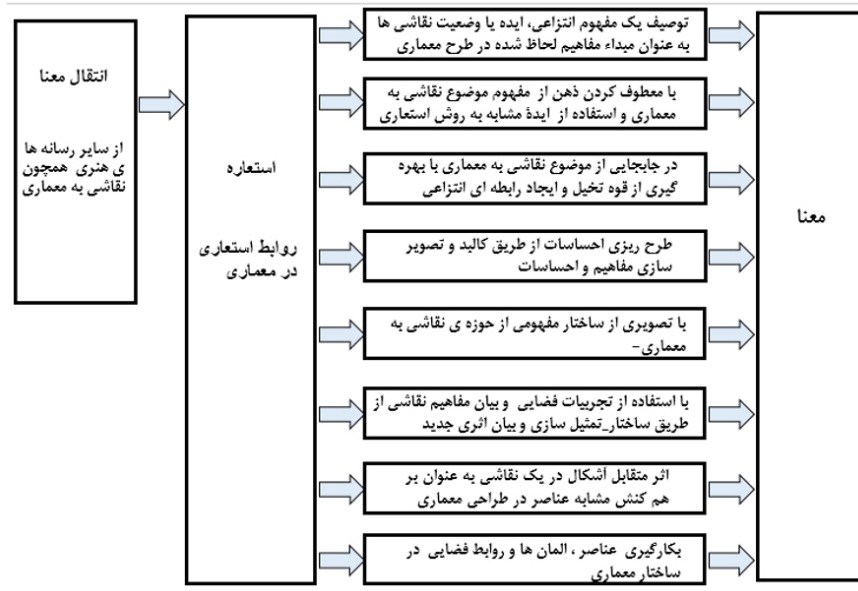 انتقال معنا
از سایر رسانه ها
ی هنری همچون
نقاشی به معماری
استعاره
روابط استعاری
در معماری
توصیف یک مفهوم انتزاعی، ایده یا وضعیت نقاشی ها
به عنوان مبداء مفاهیم لحاظ شده در طرح معماری
با معطوف کردن ذهن از مفهوم موضوع نقاشی به
معماری و استفاده از ایدۀ مشابه به روش استعاری
در جابجایی از موضوع نقاشی به معماری با بهره
گیری از قوه تخیل و ایجاد رابطه ای انتزاعی
طرح ریزی احساسات از طریق کالبد و تصویر
سازی مفاهیم و احساسات
با تصویری از ساختار مفهومی از حوزه ی نقاشی به
معماری-
با استفاده از تجربیات فضایی و بیان مفاهیم نقاشی از
طریق ساختار_تمثیل سازی و بیان اثری جدید
اثر متقابل أشکال در یک نقاشی به عنوان بر
هم کنش مشابه عناصر در طراحی معماری
بکارگیری عناصر ، المان ها و روابط فضایی در
ساختار معماری
معنا